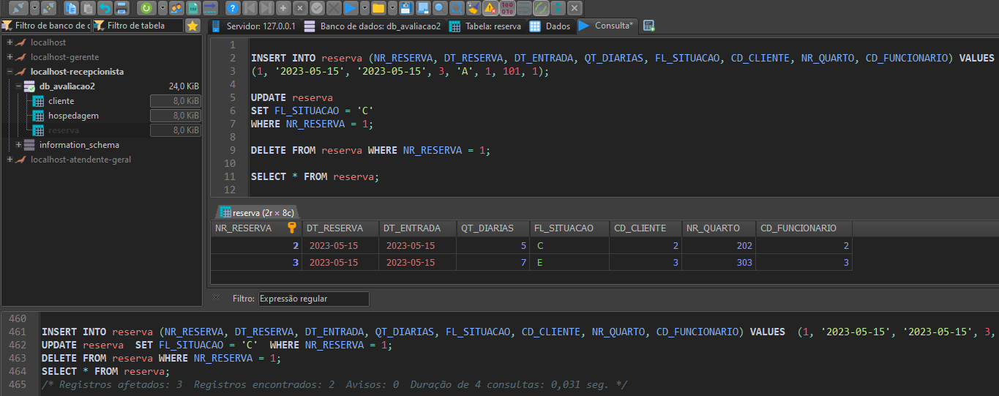 Filtro de banco de c
Filtro de tabela
Servidor: 127.0.0.1
Banco de dados: db_avaliacao2
Tabela: reserva
Dados
Consulta*
localhost
localhost-gerente
localhost-recepcionista
db_avaliacao2 24,0 KiB
cliente 8,0 KiB
hospedagem 8,0 KiB
reserva 8,0 KiB
information_schema
localhost-atendente-geral
1
2 INSERT INTO reserva (NR_RESERVA, DT_RESERVA, DT_ENTRADA, QT_DIARIAS, FL_SITUACAO, CD_CLIENTE, NR_QUARTO, CD_FUNCIONARIO) VALUES
3 (1, '2023-05-15', '2023-05-15', 3, 'A', 1, 101, 1);
4
5 UPDATE reserva
6 SET FL_SITUACAO = 'C'
7 WHERE NR_RESERVA = 1;
8
9 DELETE FROM reserva WHERE NR_RESERVA = 1;
10
11 SELECT * FROM reserva;
12
reserva (2r × 8c)
NR_RESERVA DT_RESERVA DT_ENTRADA QT_DIARIAS FL_SITUACAO CD_CLIENTE NR_QUARTO CD_FUNCIONARIO
2 2023-05-15 2023-05-15 5 C 2 202 2
3 2023-05-15 2023-05-15 7 E 3 303 3
Filtro: Expressão regular
460
461 INSERT INTO reserva (NR_RESERVA, DT_RESERVA, DT_ENTRADA, QT_DIARIAS, FL_SITUACAO, CD_CLIENTE, NR_QUARTO, CD_FUNCIONARIO) VALUES (1, '2023-05-15', '2023-05-15', 3,
462 UPDATE reserva SET FL_SITUACAO = 'C' WHERE NR_RESERVA = 1;
463 DELETE FROM reserva WHERE NR_RESERVA = 1;
464 SELECT * FROM reserva;
465 /* Registros afetados: 3 Registros encontrados: 2 Avisos: 0 Duração de 4 consultas: 0,031 seg. */